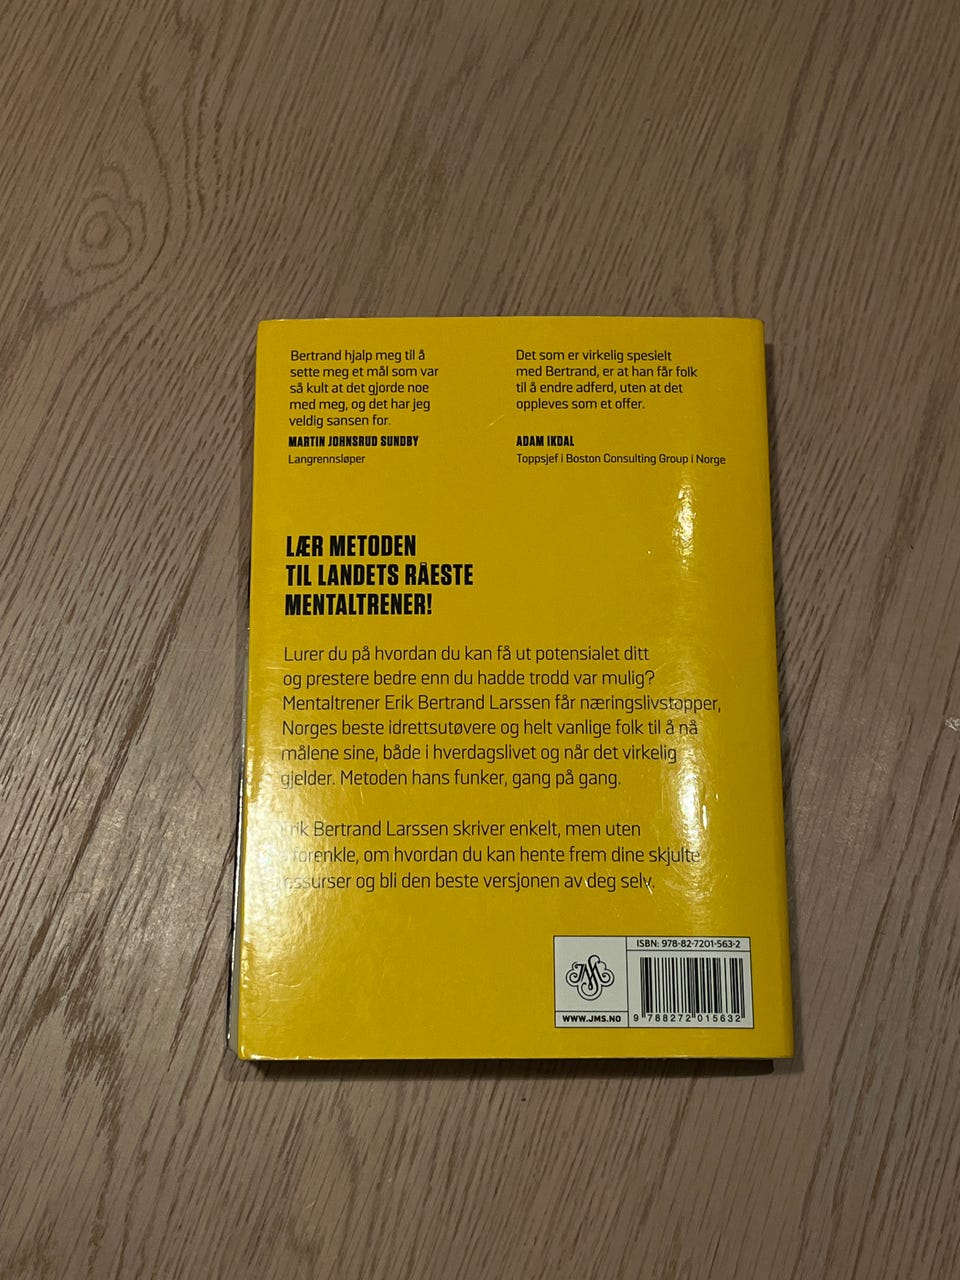 Bertrand hjalp meg til å
sette meg et mål som var
så kult at det gjorde noe
med meg, og det har jeg
veldig sansen for.
MARTIN JOHNSRUD SUNDBY
Langrennsløper
Det som er virkelig spesielt
med Bertrand, er at han får folk
til å endre adferd, uten at det
oppleves som et offer.
ADAM IKDAL
Toppsjef i Boston Consulting Group i Norge
LÆR METODEN
TIL LANDETS RÅESTE
MENTALTRENER!
Lurer du på hvordan du kan få ut potensialet ditt
og prestere bedre enn du hadde trodd var mulig?
Mentaltrener Erik Bertrand Larssen får næringslivstopper,
Norges beste idrettsutøvere og helt vanlige folk til å nå
målene sine, både i hverdagslivet og når det virkelig
gjelder. Metoden hans funker, gang på gang.
Erik Bertrand Larssen skriver enkelt, men uten
forenkle, om hvordan du kan hente frem dine skjulte
ressurser og bli den beste versjonen av deg selv.
ISBN: 978-82-7201-563-2
JMS
WWW.JMS.NO
9 788272 015632